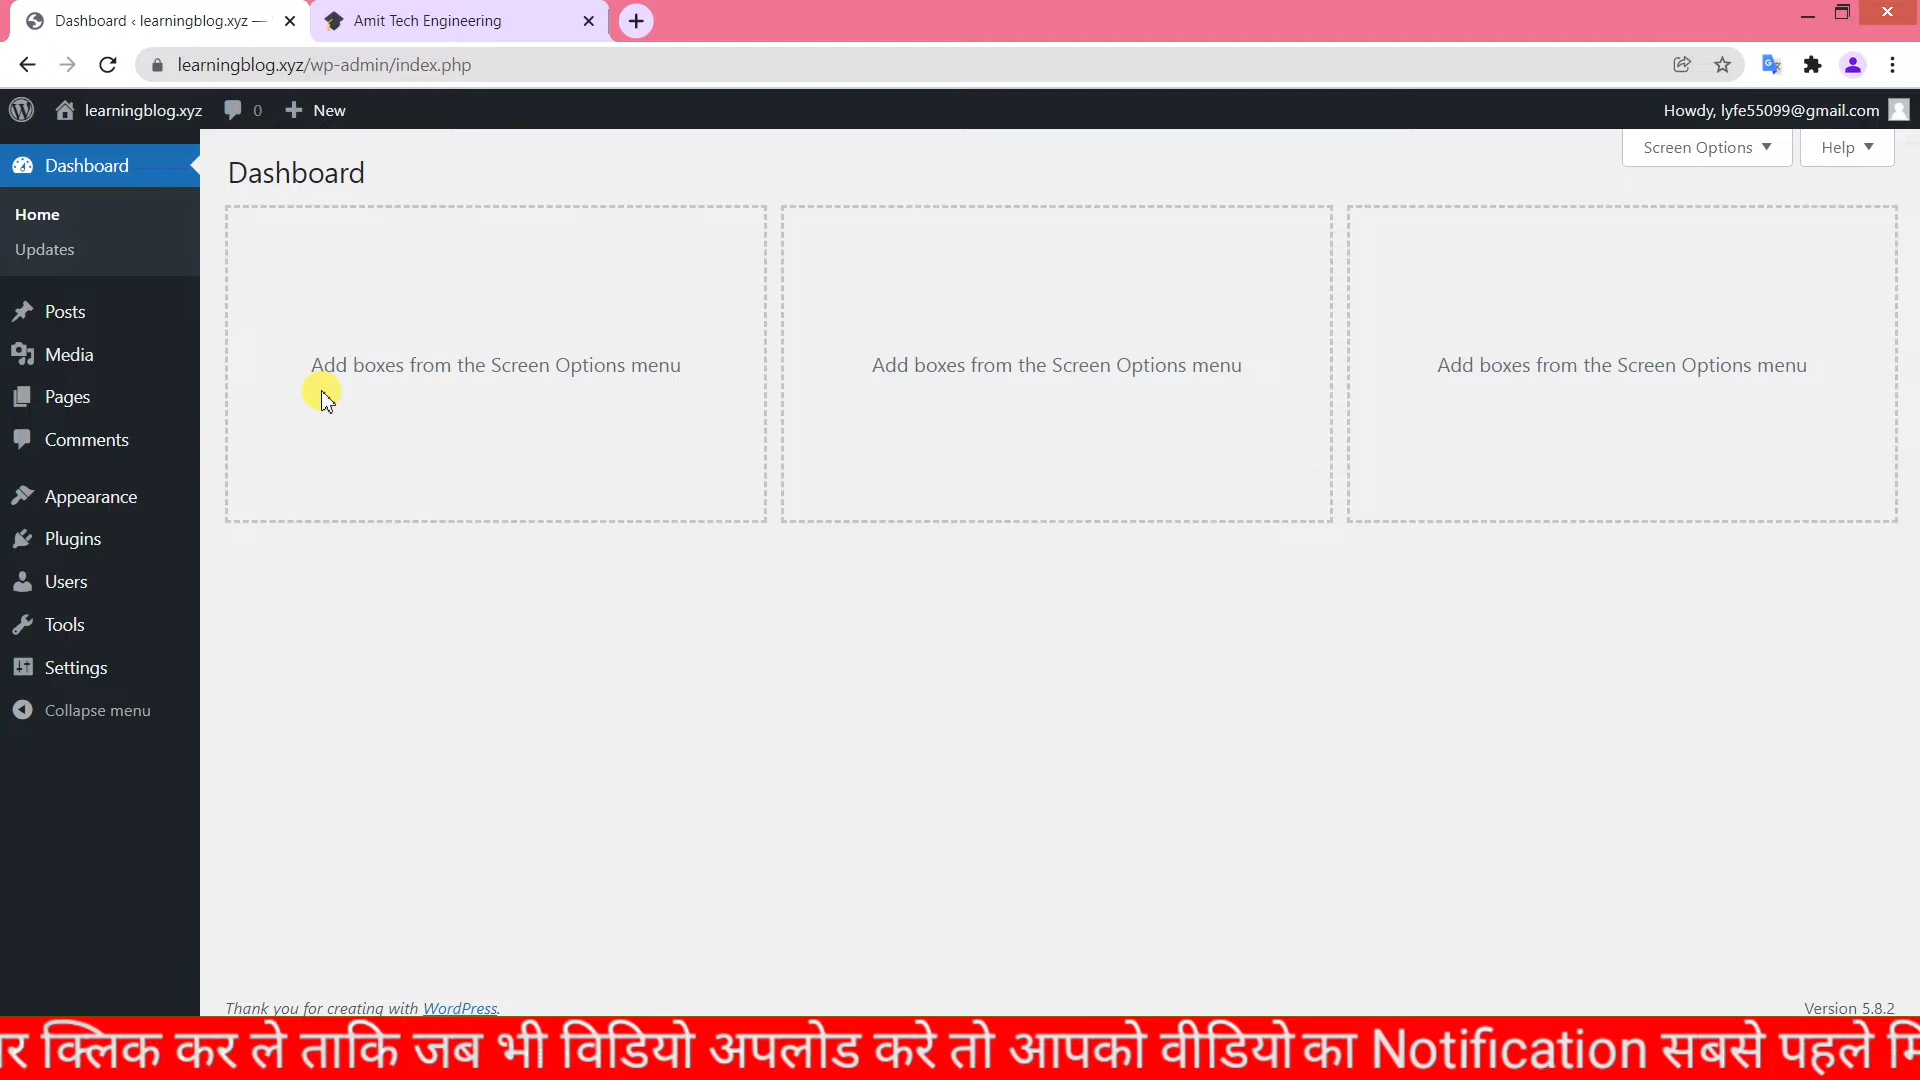 Dashboard ‹ learningblog.xyz —
Amit Tech Engineering
learningblog.xyz/wp-admin/index.php
learningblog.xyz 0 New
Howdy, lyfe55099@gmail.com
Dashboard
Home
Updates
Posts
Media
Pages
Comments
Appearance
Plugins
Users
Tools
Settings
Collapse menu
Dashboard
Screen Options ▼
Help ▼
Add boxes from the Screen Options menu
Add boxes from the Screen Options menu
Add boxes from the Screen Options menu
Thank you for creating with WordPress.
Version 5.8.2
क्लिक कर ले ताकि जब भी विडियो अपलोड करे तो आपको वीडियो का Notification सबसे पहले